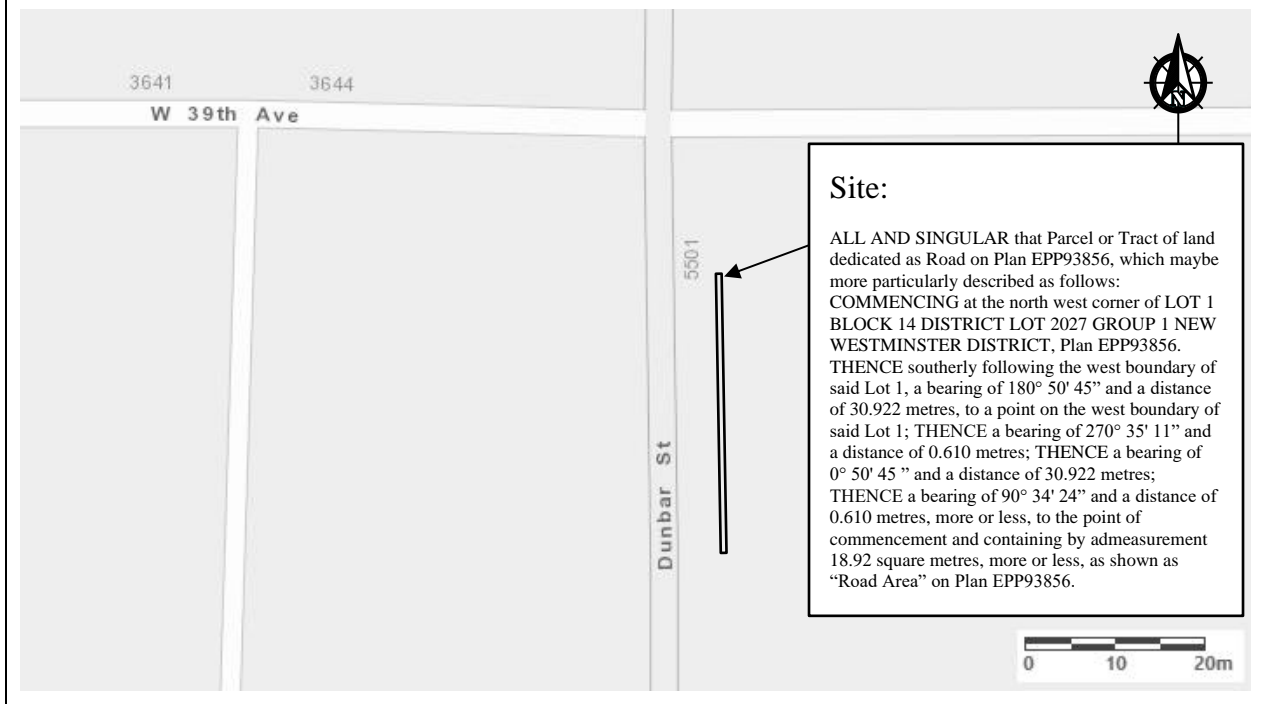 3641
3644
W 39th Ave
N
5501
Dunbar St
Site:
ALL AND SINGULAR that Parcel or Tract of land
dedicated as Road on Plan EPP93856, which maybe
more particularly described as follows:
COMMENCING at the north west corner of LOT 1
BLOCK 14 DISTRICT LOT 2027 GROUP 1 NEW
WESTMINSTER DISTRICT, Plan EPP93856.
THENCE southerly following the west boundary of
said Lot 1, a bearing of 180° 50' 45” and a distance
of 30.922 metres, to a point on the west boundary of
said Lot 1; THENCE a bearing of 270° 35' 11” and
a distance of 0.610 metres; THENCE a bearing of
0° 50' 45 ” and a distance of 30.922 metres;
THENCE a bearing of 90° 34' 24” and a distance of
0.610 metres, more or less, to the point of
commencement and containing by admeasurement
18.92 square metres, more or less, as shown as
“Road Area” on Plan EPP93856.
0 10 20m